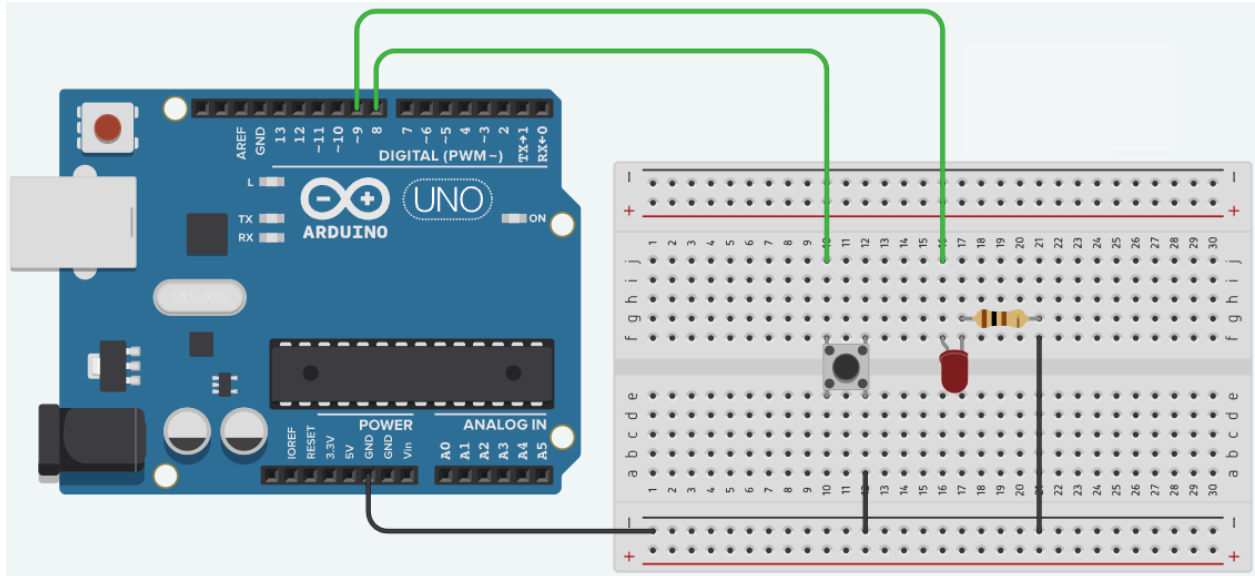 AREF
GND
13
12
~11
~10
~9
8
7
~6
~5
4
~3
2
TX→1
RX←0
DIGITAL (PWM~)
L
TX
RX
ARDUINO
UNO
ON
POWER
ANALOG IN
IOREF
RESET
3.3V
5V
GND
GND
Vin
A0
A1
A2
A3
A4
A5
- -
+ +
1 2 3 4 5 6 7 8 9 10 11 12 13 14 15 16 17 18 19 20 21 22 23 24 25 26 27 28 29 30
j j
i i
h h
g g
f f
e e
d d
c c
b b
a a
1 2 3 4 5 6 7 8 9 10 11 12 13 14 15 16 17 18 19 20 21 22 23 24 25 26 27 28 29 30
- -
+ +